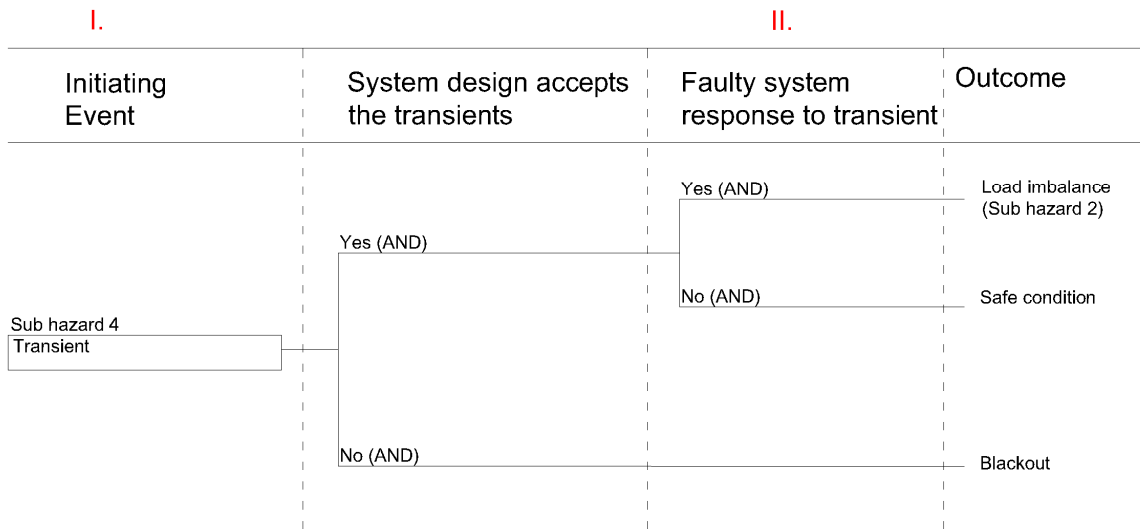 I.
II.
Initiating
Event
System design accepts
the transients
Faulty system
response to transient
Outcome
Yes (AND)
Load imbalance
(Sub hazard 2)
Yes (AND)
No (AND)
Safe condition
Sub hazard 4
Transient
No (AND)
Blackout